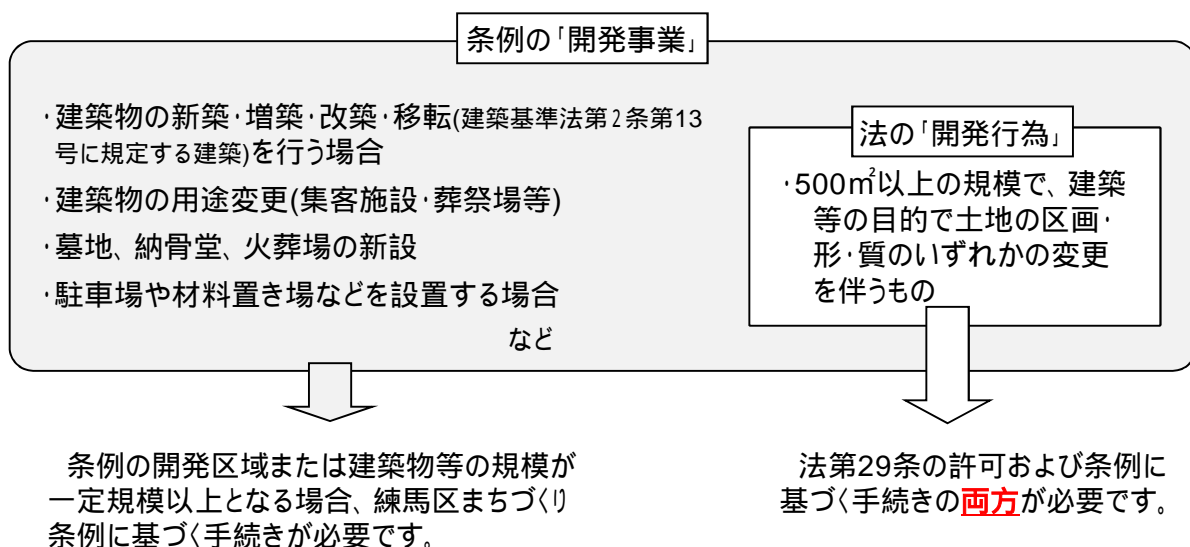 条例の「開発事業」
・建築物の新築・増築・改築・移転(建築基準法第2条第13
号に規定する建築)を行う場合
・建築物の用途変更(集客施設・葬祭場等)
・墓地、納骨堂、火葬場の新設
・駐車場や材料置き場などを設置する場合
など
法の「開発行為」
・500㎡以上の規模で、建築
等の目的で土地の区画・
形・質のいずれかの変更
を伴うもの
条例の開発区域または建築物等の規模が
一定規模以上となる場合、練馬区まちづくり
条例に基づく手続きが必要です。
法第29条の許可および条例に
基づく手続きの両方が必要です。